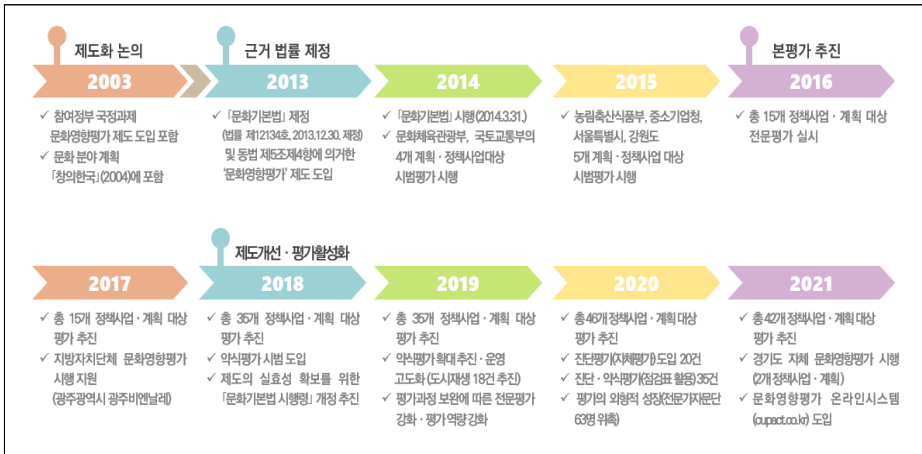 제도화 논의
2003
✓ 참여정부 국정과제
문화영향평가 제도 도입 포함
✓ 문화 분야 계획
「창의한국」(2004)에 포함
근거 법률 제정
2013
✓ 「문화기본법」 제정
(법률 제12134호, 2013.12.30. 제정)
및 동법 제5조제4항에 의거한
'문화영향평가' 제도 도입
2014
✓ 「문화기본법」 시행(2014.3.31.)
✓ 문화체육관광부, 국토교통부의
4개 계획·정책사업대상
시범평가 시행
2015
✓ 농림축산식품부, 중소기업청,
서울특별시, 강원도
5개 계획·정책사업 대상
시범평가 시행
본평가 추진
2016
✓ 총 15개 정책사업·계획 대상
전문평가 실시
2017
✓ 총 15개 정책사업·계획 대상
평가 추진
✓ 지방자치단체 문화영향평가
시행 지원
(광주광역시 광주비엔날레)
제도개선·평가활성화
2018
✓ 총 35개 정책사업·계획 대상
평가 추진
✓ 약식평가 시범 도입
✓ 제도의 실효성 확보를 위한
「문화기본법 시행령」 개정 추진
2019
✓ 총 35개 정책사업·계획 대상
평가 추진
✓ 약식평가 확대 추진·운영
고도화 (도시재생 18건 추진)
✓ 평가과정 보완에 따른 전문평가
강화·평가 역량 강화
2020
✓ 총 46개 정책사업·계획 대상
평가 추진
✓ 진단평가(자체평가) 도입 20건
✓ 진단·약식평가(점검표 활용) 35건
✓ 평가의 외형적 성장(전문가자문단
63명 위촉)
2021
✓ 총 42개 정책사업·계획 대상
평가 추진
✓ 경기도 자체 문화영향평가 시행
(2개 정책사업·계획)
✓ 문화영향평가 온라인시스템
(cupact.co.kr) 도입